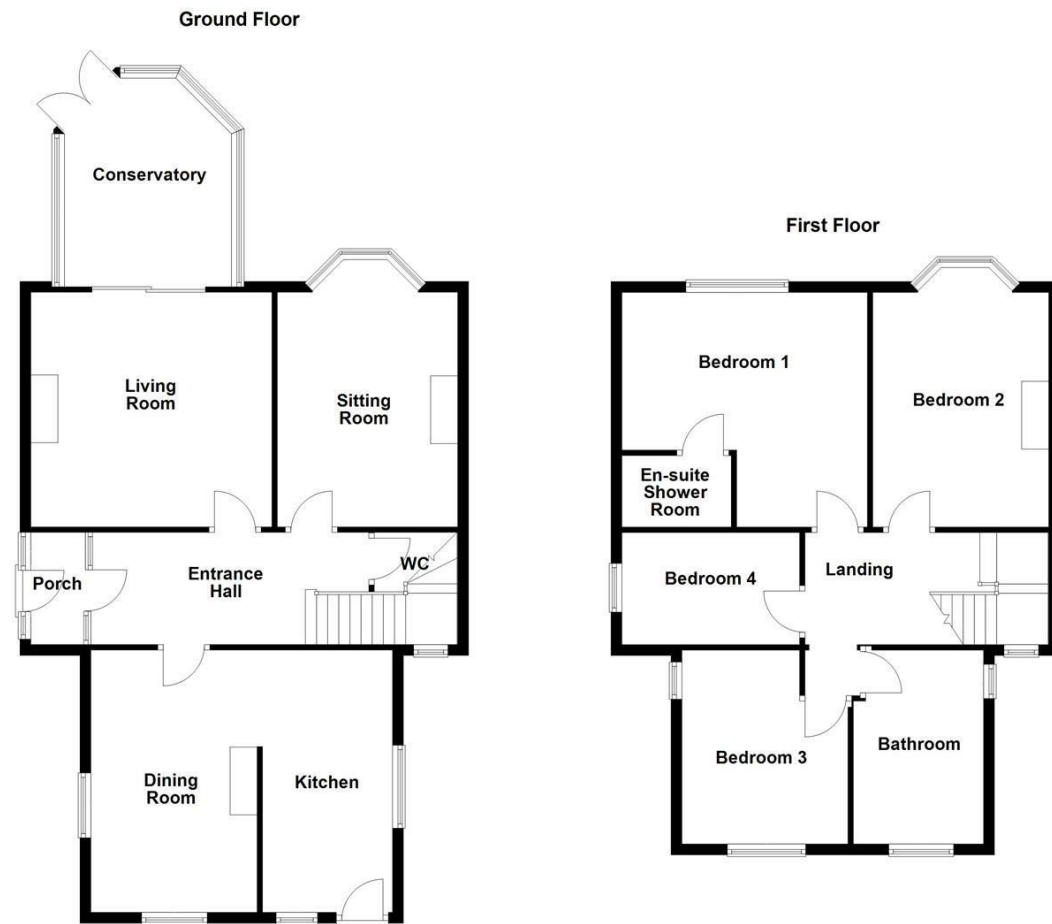 Ground Floor
Conservatory
Living
Room
Sitting
Room
Porch
Entrance
Hall
WC
Dining
Room
Kitchen
First Floor
Bedroom 1
Bedroom 2
En-suite
Shower
Room
Bedroom 4
Landing
Bedroom 3
Bathroom